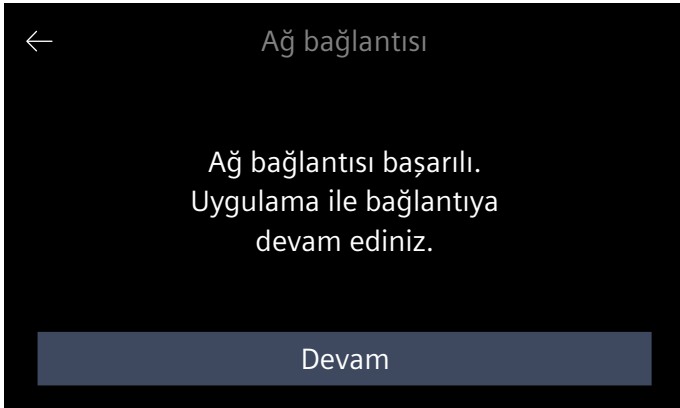 Ağ bağlantısı
Ağ bağlantısı başarılı.
Uygulama ile bağlantıya
devam ediniz.
Devam